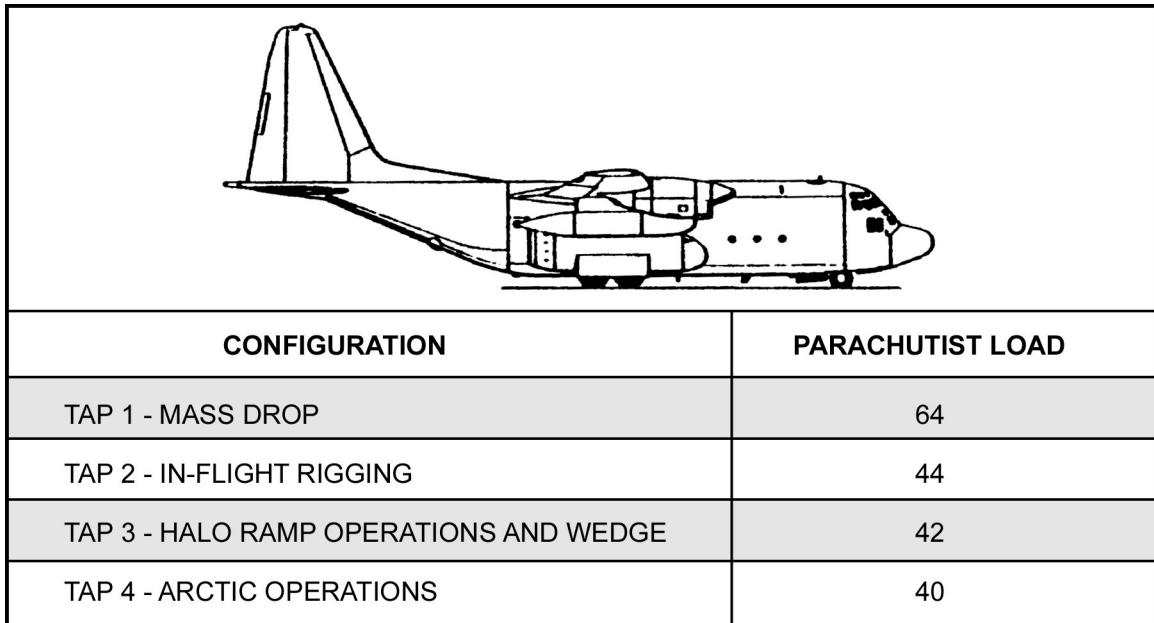 CONFIGURATION PARACHUTIST LOAD
TAP 1 - MASS DROP 64
TAP 2 - IN-FLIGHT RIGGING 44
TAP 3 - HALO RAMP OPERATIONS AND WEDGE 42
TAP 4 - ARCTIC OPERATIONS 40